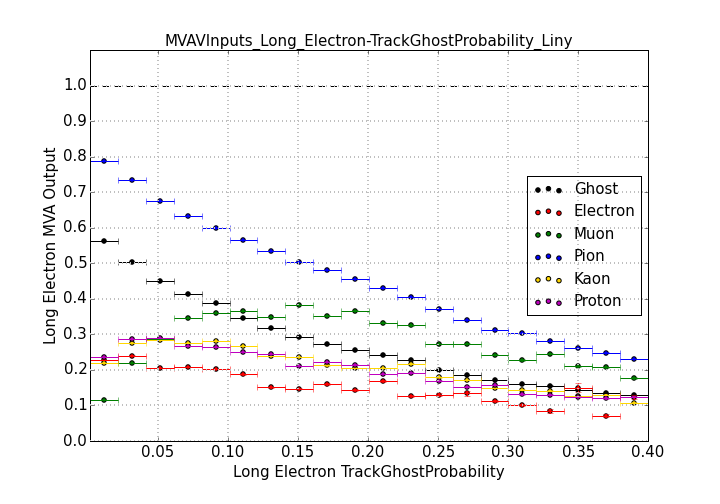 MVAVInputs_Long_Electron-TrackGhostProbability_Liny
Long Electron MVA Output
1.0
0.9
0.8
0.7
0.6
0.5
0.4
0.3
0.2
0.1
0.0
Ghost
Electron
Muon
Pion
Kaon
Proton
0.05 0.10 0.15 0.20 0.25 0.30 0.35 0.40
Long Electron TrackGhostProbability